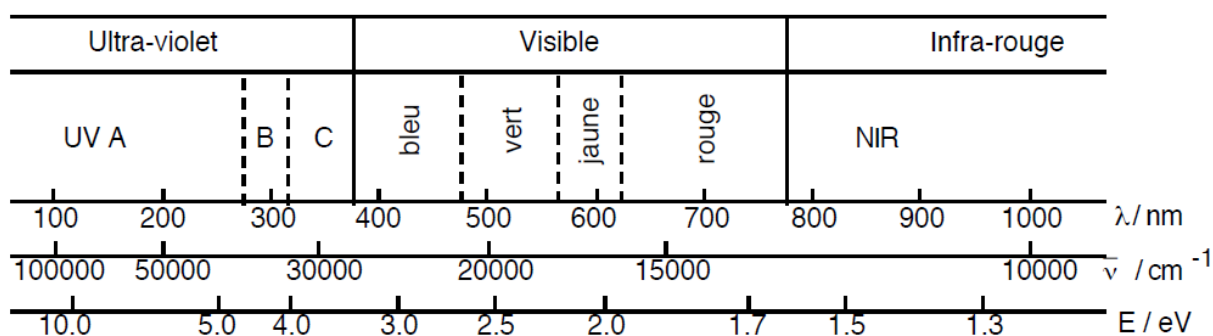 Ultra-violet Visible Infra-rouge
UV A B C bleu vert jaune rouge NIR
100 200 300 400 500 600 700 800 900 1000 λ/ nm
100000 50000 30000 20000 15000 10000 ν̅ / cm -1
10.0 5.0 4.0 3.0 2.5 2.0 1.7 1.5 1.3 E / eV